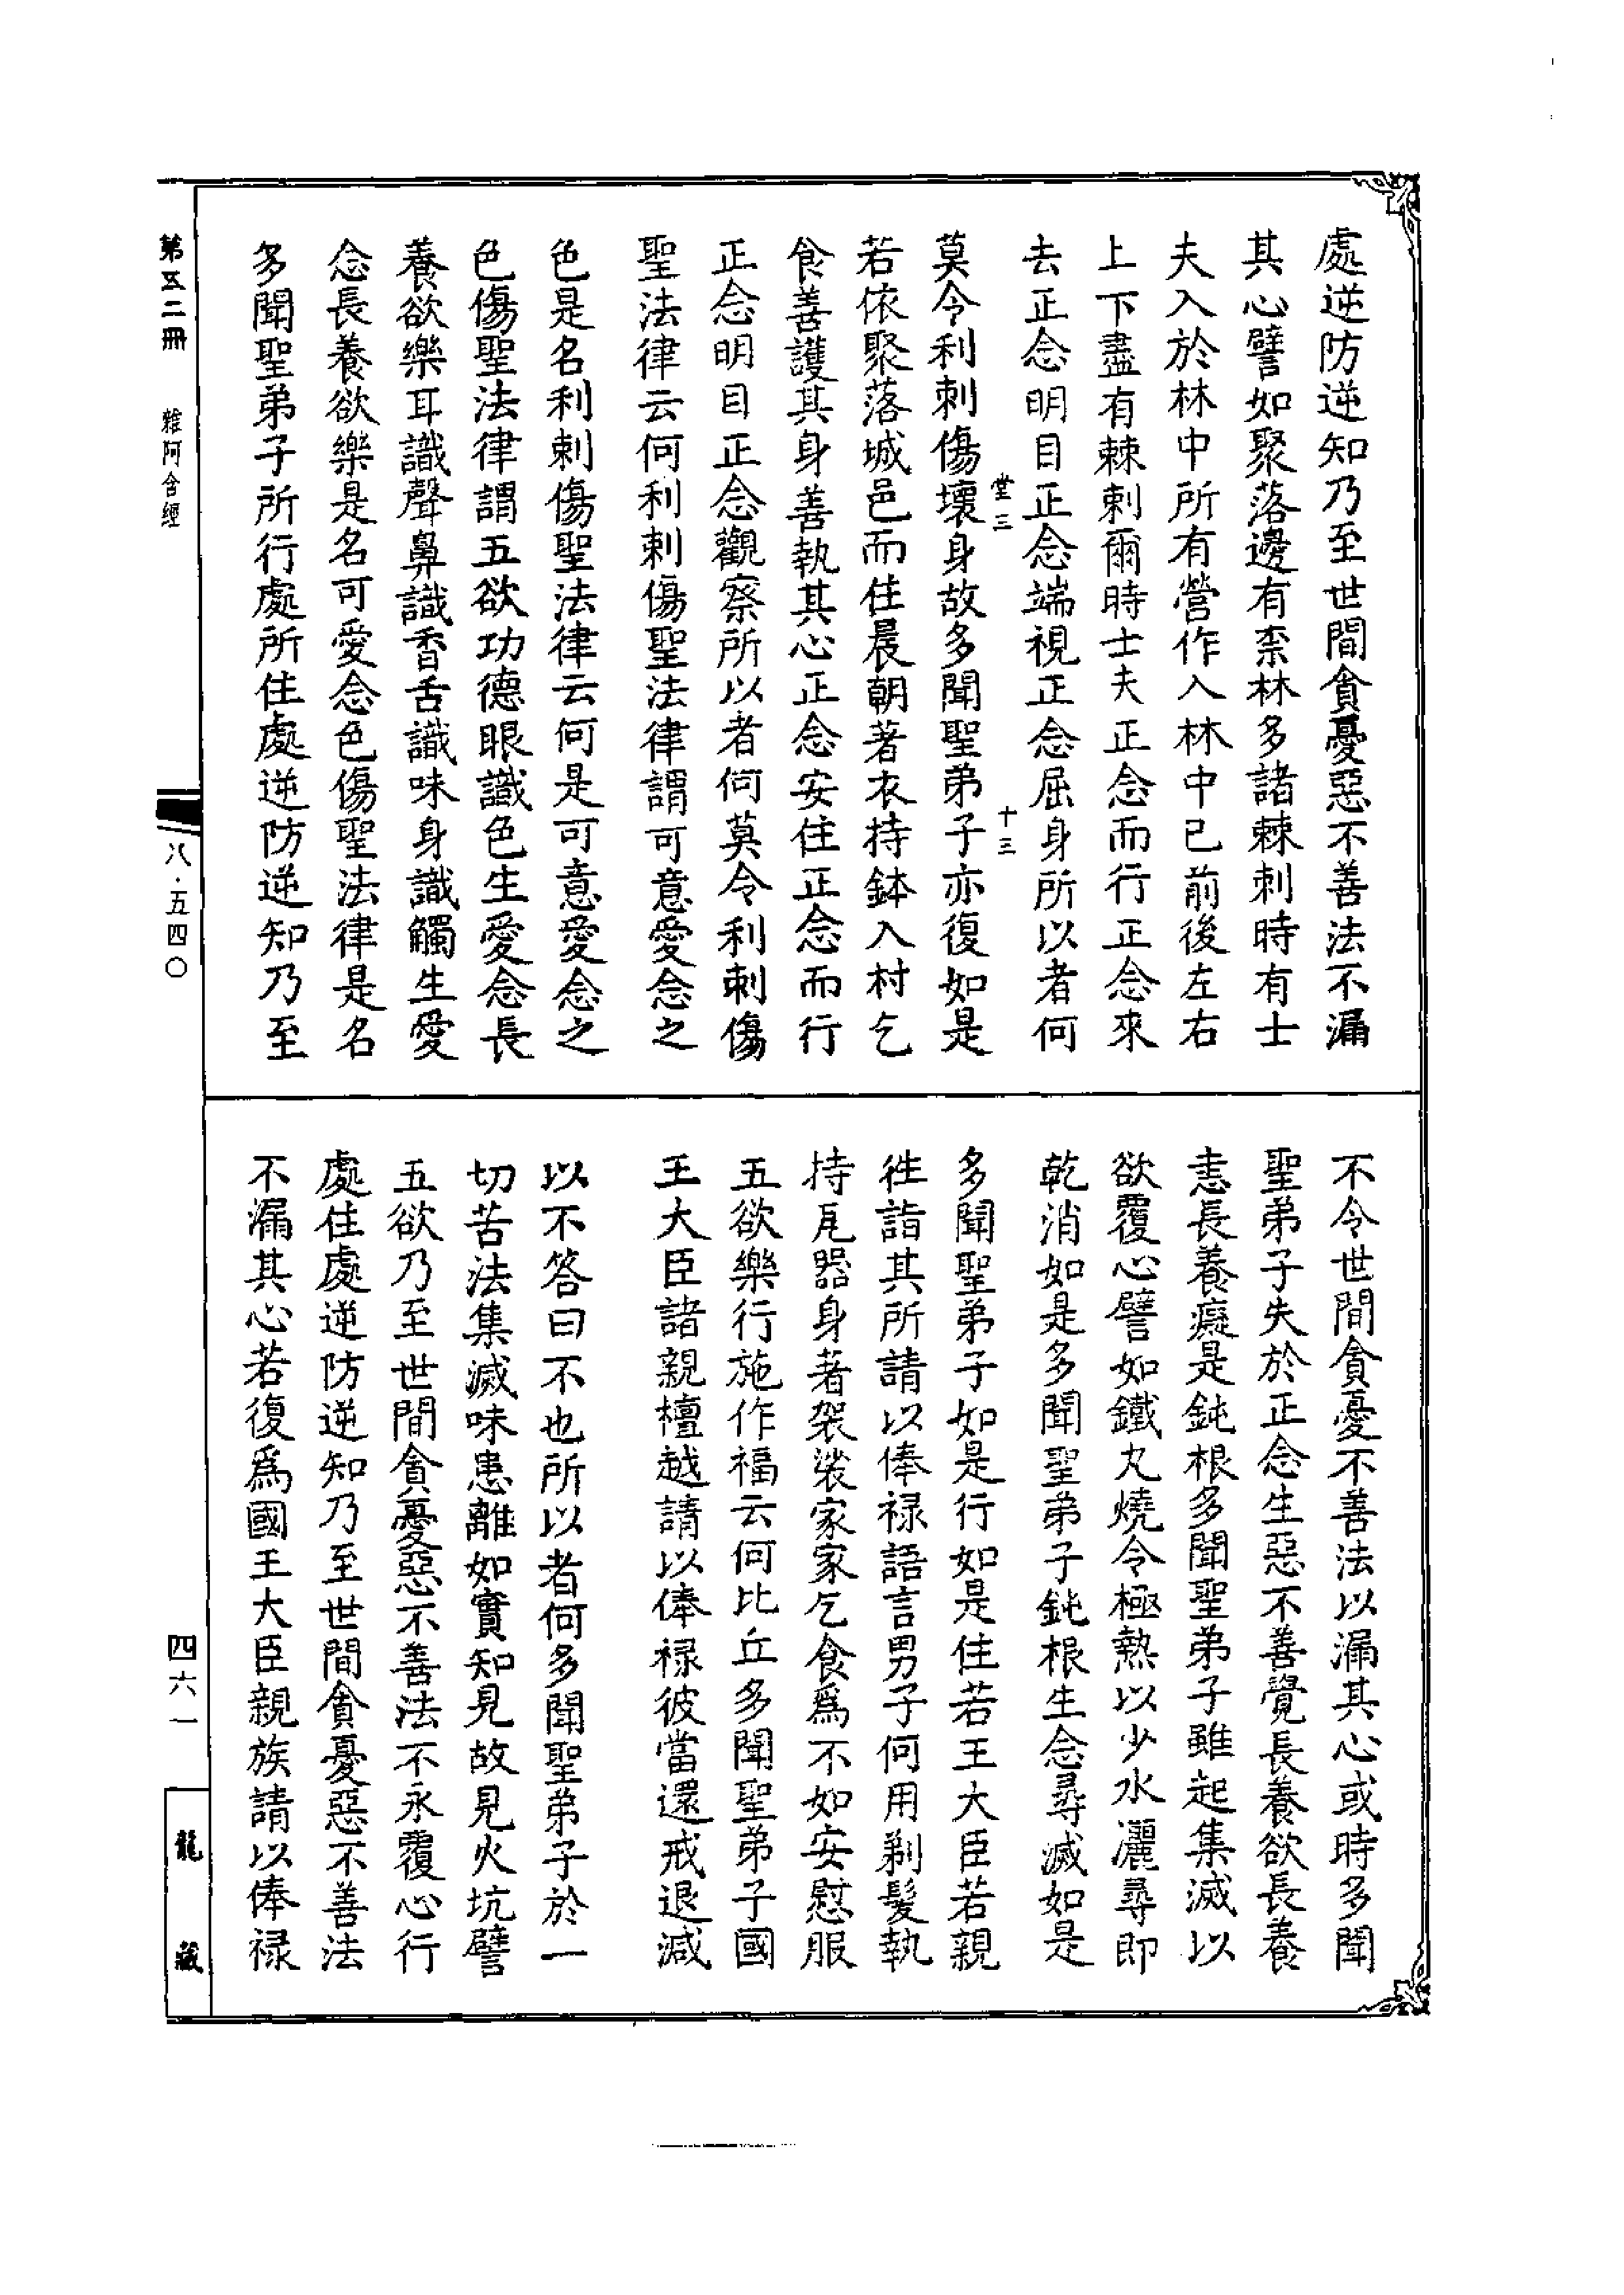 處逆防逆知乃至世間貪憂惡不善法不漏
其心譬如聚落邊有柰林多諸棘刺時有士
夫入於林中所有營作入林中已前後左右
上下盡有棘刺爾時士夫正念而行正念來
去正念明目正念端視正念屈身所以者何
堂三 十三
莫令利刺傷壞身故多聞聖弟子亦復如是
若依聚落城邑而住晨朝著衣持鉢入村乞
食善護其身善執其心正念安住正念而行
正念明目正念觀察所以者何莫令利刺傷
聖法律云何利刺傷聖法律謂可意愛念之
色是名利刺傷聖法律云何是可意愛念之
色傷聖法律謂五欲功德眼識色生愛念長
養欲樂耳識聲鼻識香舌識味身識觸生愛
念長養欲樂是名可愛念色傷聖法律是名
多聞聖弟子所行處所住處逆防逆知乃至
不令世間貪憂不善法以漏其心或時多聞
聖弟子失於正念生惡不善覺長養欲長養
恚長養癡是鈍根多聞聖弟子雖起集滅以
欲覆心譬如鐵丸燒令極熱以少水灑尋即
乾消如是多聞聖弟子鈍根生念尋滅如是
多聞聖弟子如是行如是住若王大臣若親
徃詣其所請以俸祿語言男子何用剃髮執
持瓦器身著袈裟家家乞食為不如安慰服
五欲樂行施作福云何比丘多聞聖弟子國
王大臣諸親檀越請以俸祿彼當還戒退減
以不答曰不也所以者何多聞聖弟子於一
切苦法集滅味患離如實知見故見火坑譬
五欲乃至世間貪憂惡不善法不永覆心行
處住處逆防逆知乃至世間貪憂惡不善法
不漏其心若復為國王大臣親族請以俸祿
第五二冊 雜阿含經
八·五四〇
四六一
龍藏